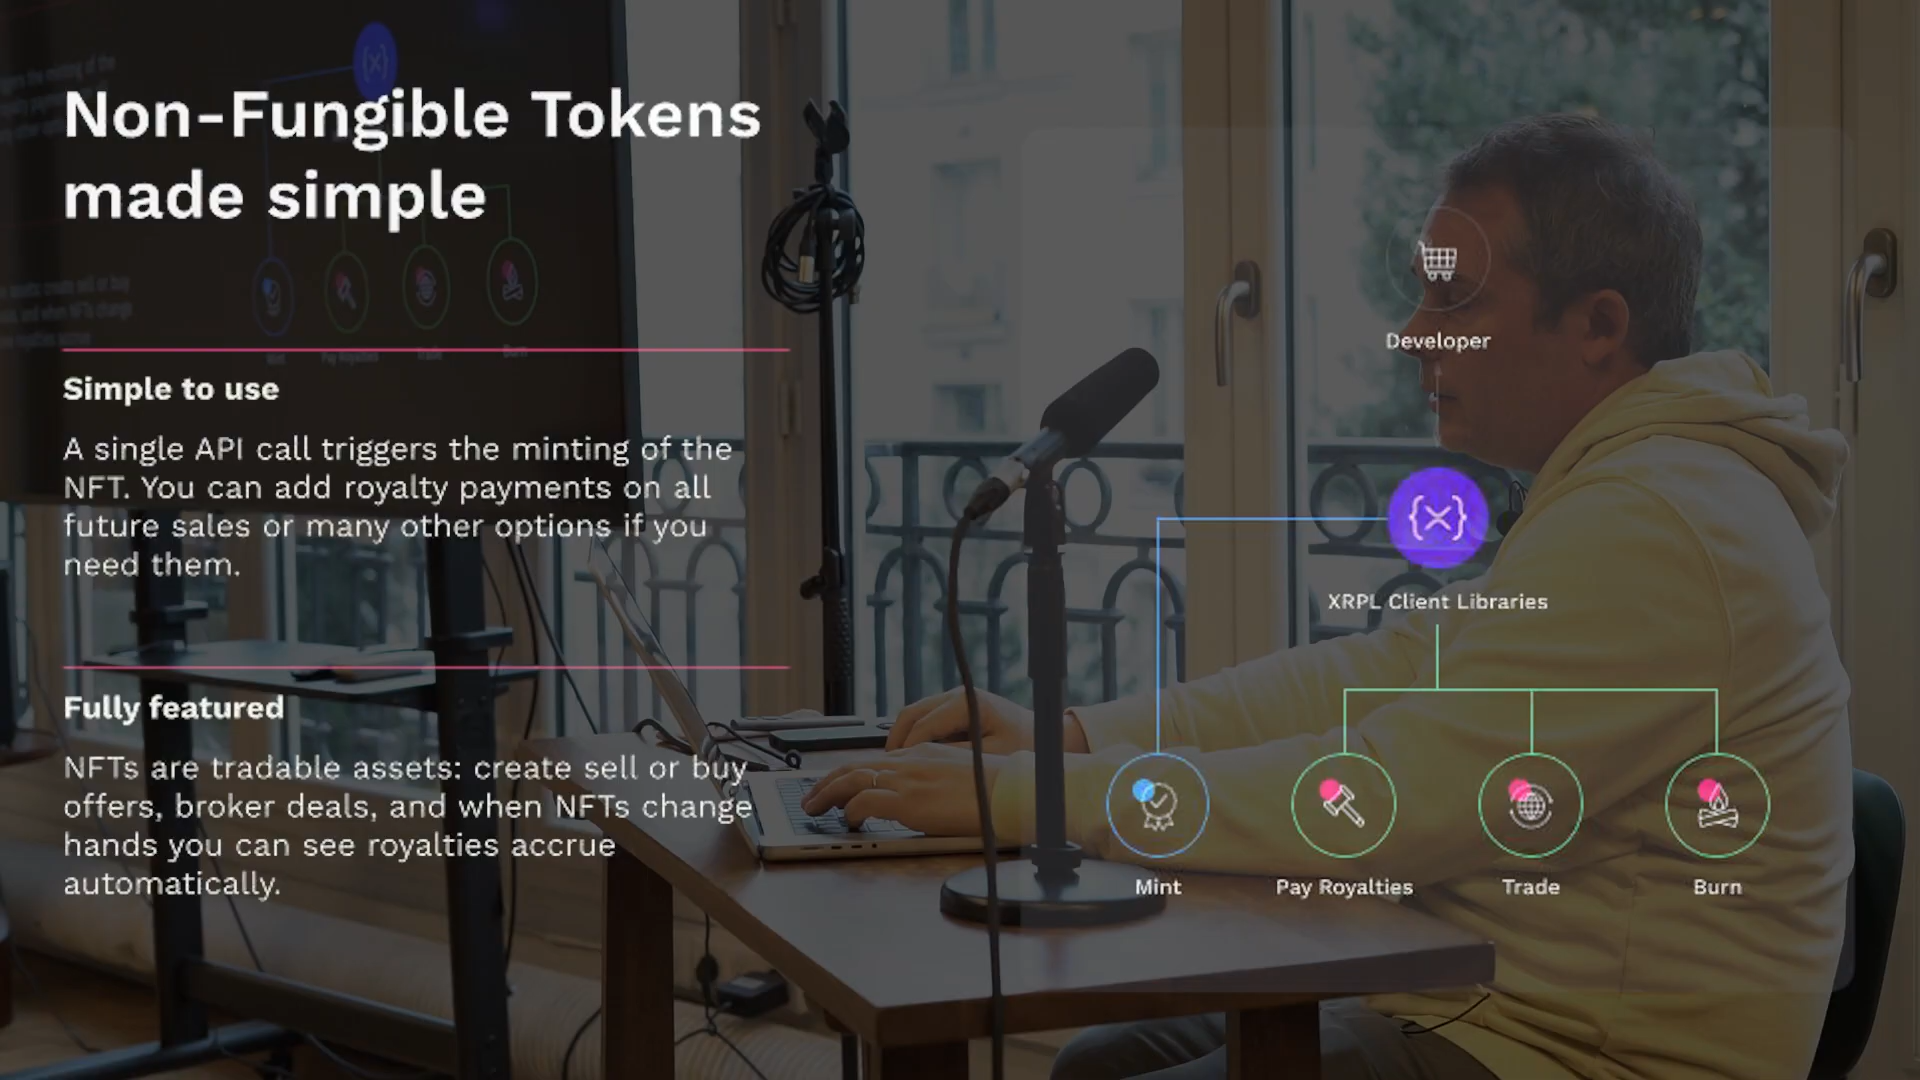 Non-Fungible Tokens
made simple
Simple to use
A single API call triggers the minting of the
NFT. You can add royalty payments on all
future sales or many other options if you
need them.
Fully featured
NFTs are tradable assets: create sell or buy
offers, broker deals, and when NFTs change
hands you can see royalties accrue
automatically.
Developer
{X}
XRPL Client Libraries
Mint
Pay Royalties
Trade
Burn